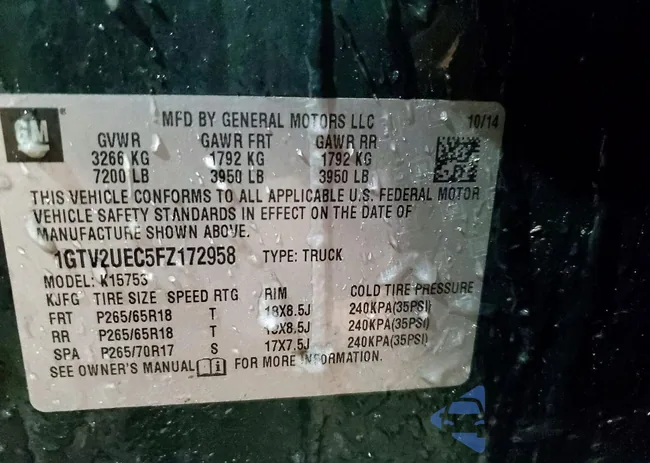 GM MFD BY GENERAL MOTORS LLC 10/14
GVWR GAWR FRT GAWR RR
3266 KG 1792 KG 1792 KG
7200 LB 3950 LB 3950 LB
THIS VEHICLE CONFORMS TO ALL APPLICABLE U.S. FEDERAL MOTOR
VEHICLE SAFETY STANDARDS IN EFFECT ON THE DATE OF
MANUFACTURE SHOWN ABOVE.
1GTV2UEC5FZ172958 TYPE: TRUCK
MODEL: K15753
KJFG TIRE SIZE SPEED RTG RIM COLD TIRE PRESSURE
FRT P265/65R18 T 18X8.5J 240KPA(35PSI)
RR P265/65R18 T 18X8.5J 240KPA(35PSI)
SPA P265/70R17 S 17X7.5J 240KPA(35PSI)
SEE OWNER'S MANUAL i FOR MORE INFORMATION.